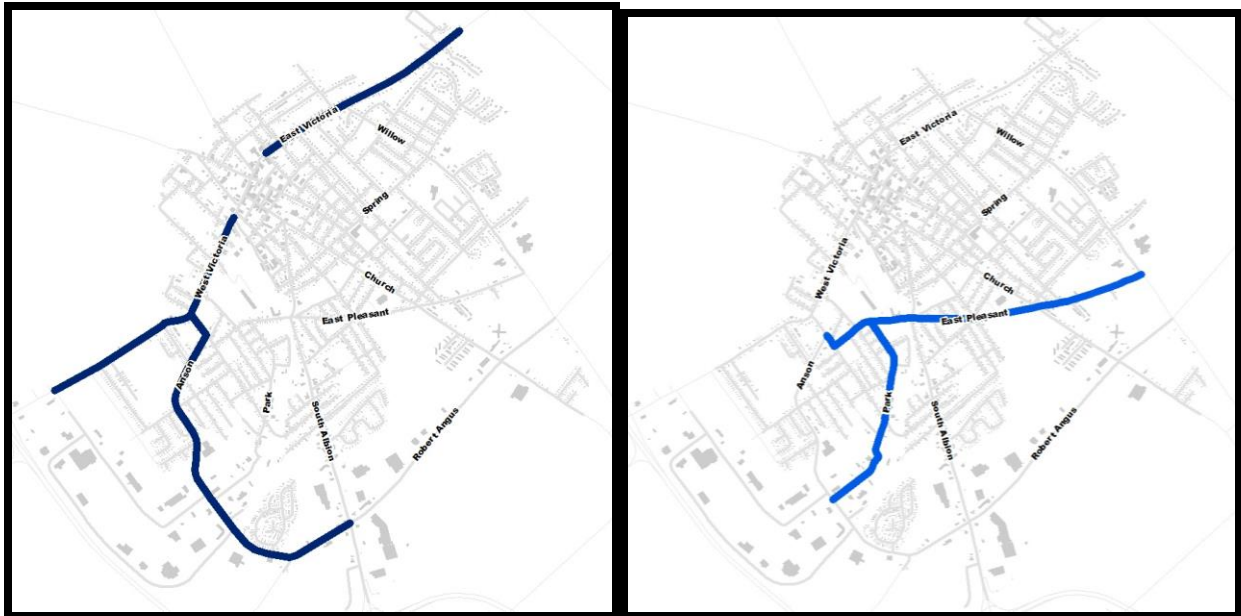 East Victoria
Willow
Spring
West Victoria
Church
East Pleasant
Anson
Park
South Albion
Robert Angus
East Victoria
Willow
Spring
West Victoria
Church
East Pleasant
Anson
Park
South Albion
Robert Angus